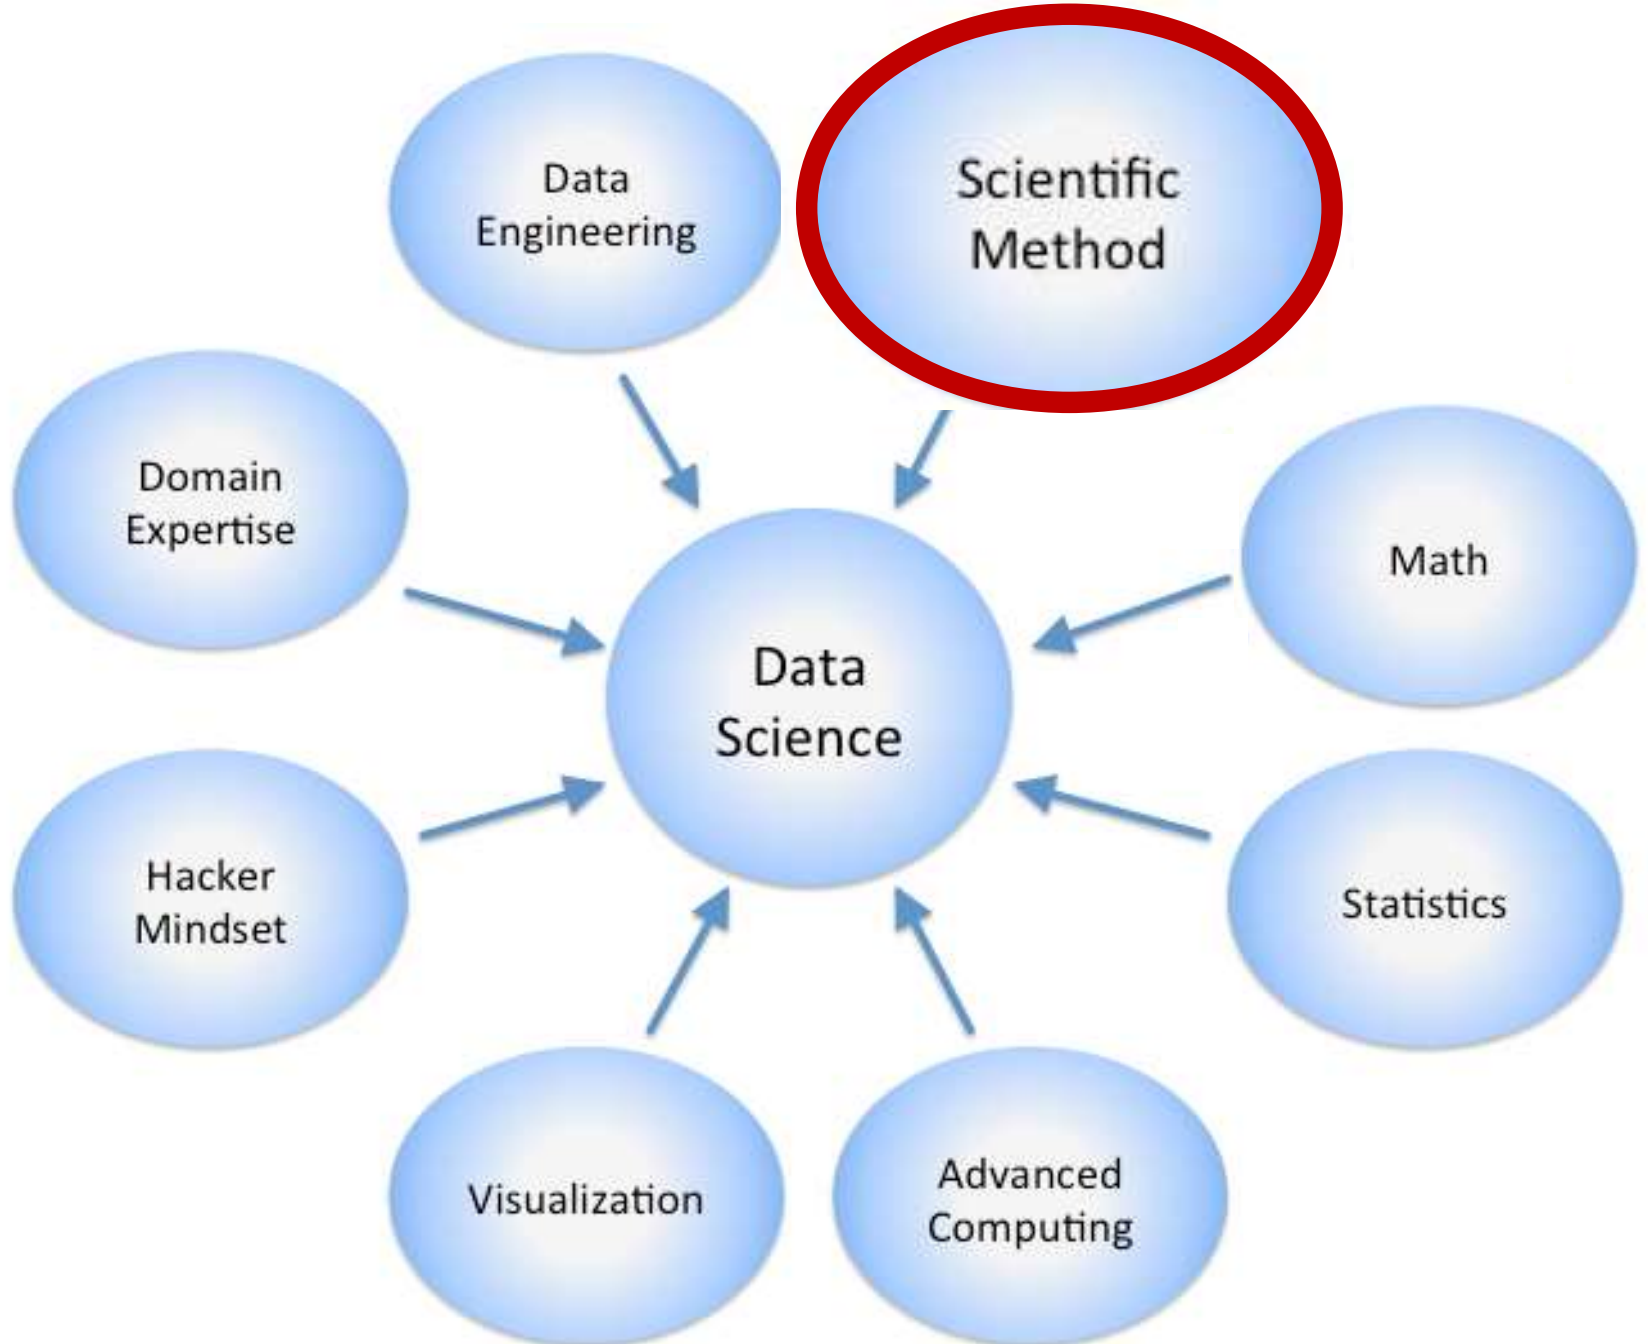 Data
Engineering
Scientific
Method
Domain
Expertise
Math
Data
Science
Hacker
Mindset
Statistics
Visualization
Advanced
Computing